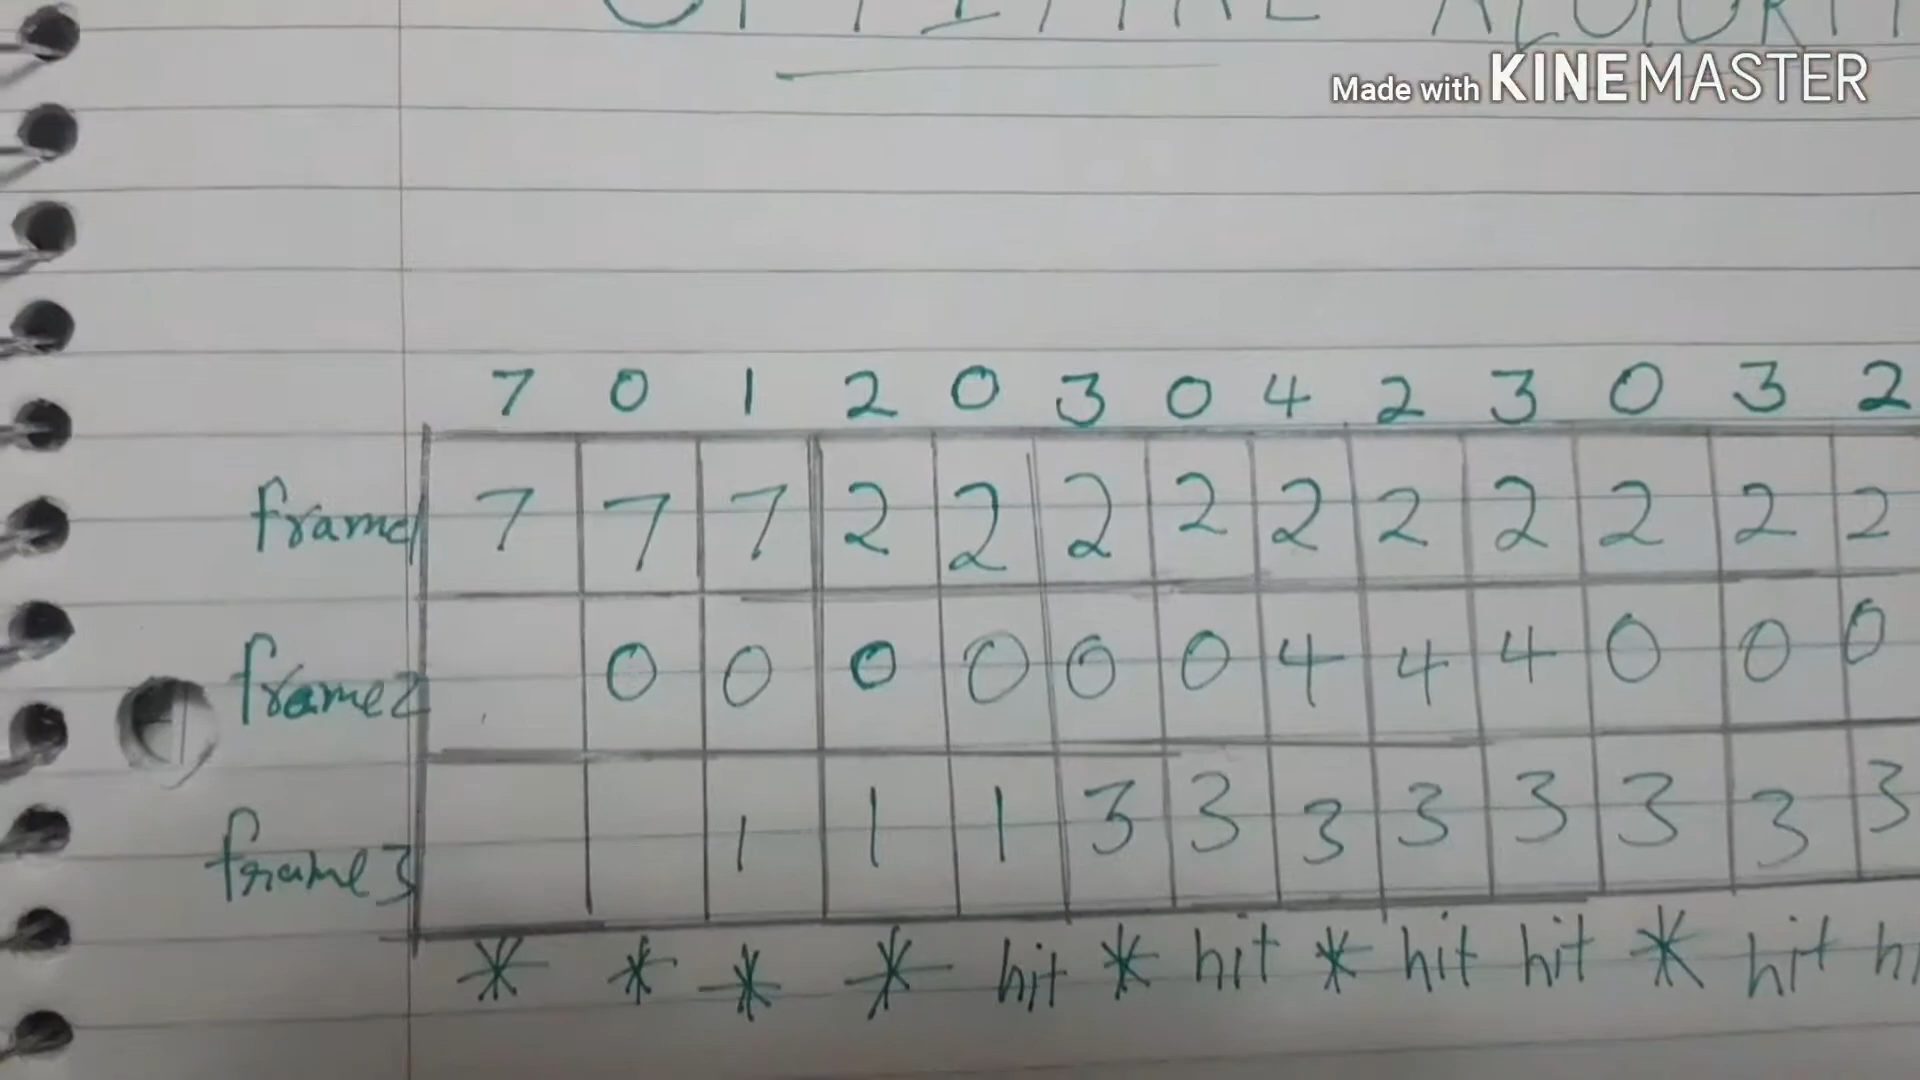 OPTIMAL ALGORIT
Made with KINEMASTER
7 0 1 2 0 3 0 4 2 3 0 3 2
frame1 7 7 7 2 2 2 2 2 2 2 2 2 2
frame2 0 0 0 0 0 0 4 4 4 0 0 0
frame3 1 1 1 3 3 3 3 3 3 3 3
* * * * hit * hit * hit hit * hit hi